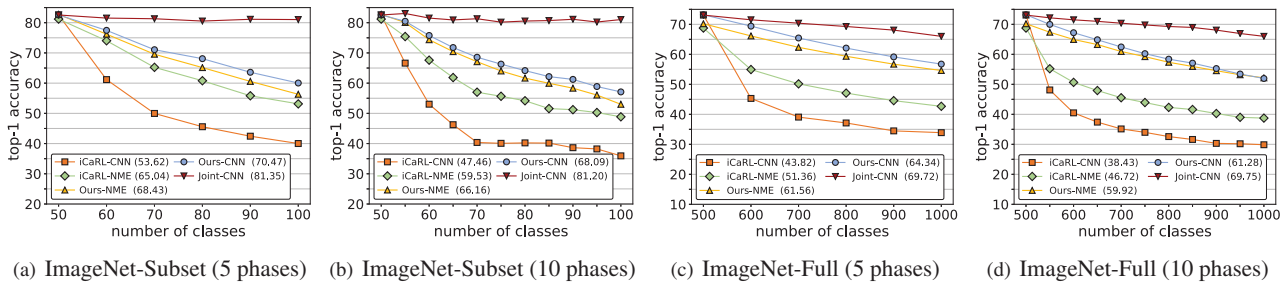 top-1 accuracy
80
70
60
50
40
30
20
iCaRL-CNN (53,62)
iCaRL-NME (65,04)
Ours-NME (68,43)
Ours-CNN (70,47)
Joint-CNN (81,35)
50 60 70 80 90 100
number of classes
(a) ImageNet-Subset (5 phases)
top-1 accuracy
80
70
60
50
40
30
20
iCaRL-CNN (47,46)
iCaRL-NME (59,53)
Ours-NME (66,16)
Ours-CNN (68,09)
Joint-CNN (81,20)
50 60 70 80 90 100
number of classes
(b) ImageNet-Subset (10 phases)
top-1 accuracy
70
50
30
10
iCaRL-CNN (43.82)
iCaRL-NME (51,36)
Ours-NME (61.56)
Ours-CNN (64,34)
Joint-CNN (69.72)
500 600 700 800 900 1000
number of classes
(c) ImageNet-Full (5 phases)
top-1 accuracy
70
50
30
10
iCaRL-CNN (38.43)
iCaRL-NME (46.72)
Ours-NME (59.92)
Ours-CNN (61.28)
Joint-CNN (69.75)
500 600 700 800 900 1000
number of classes
(d) ImageNet-Full (10 phases)